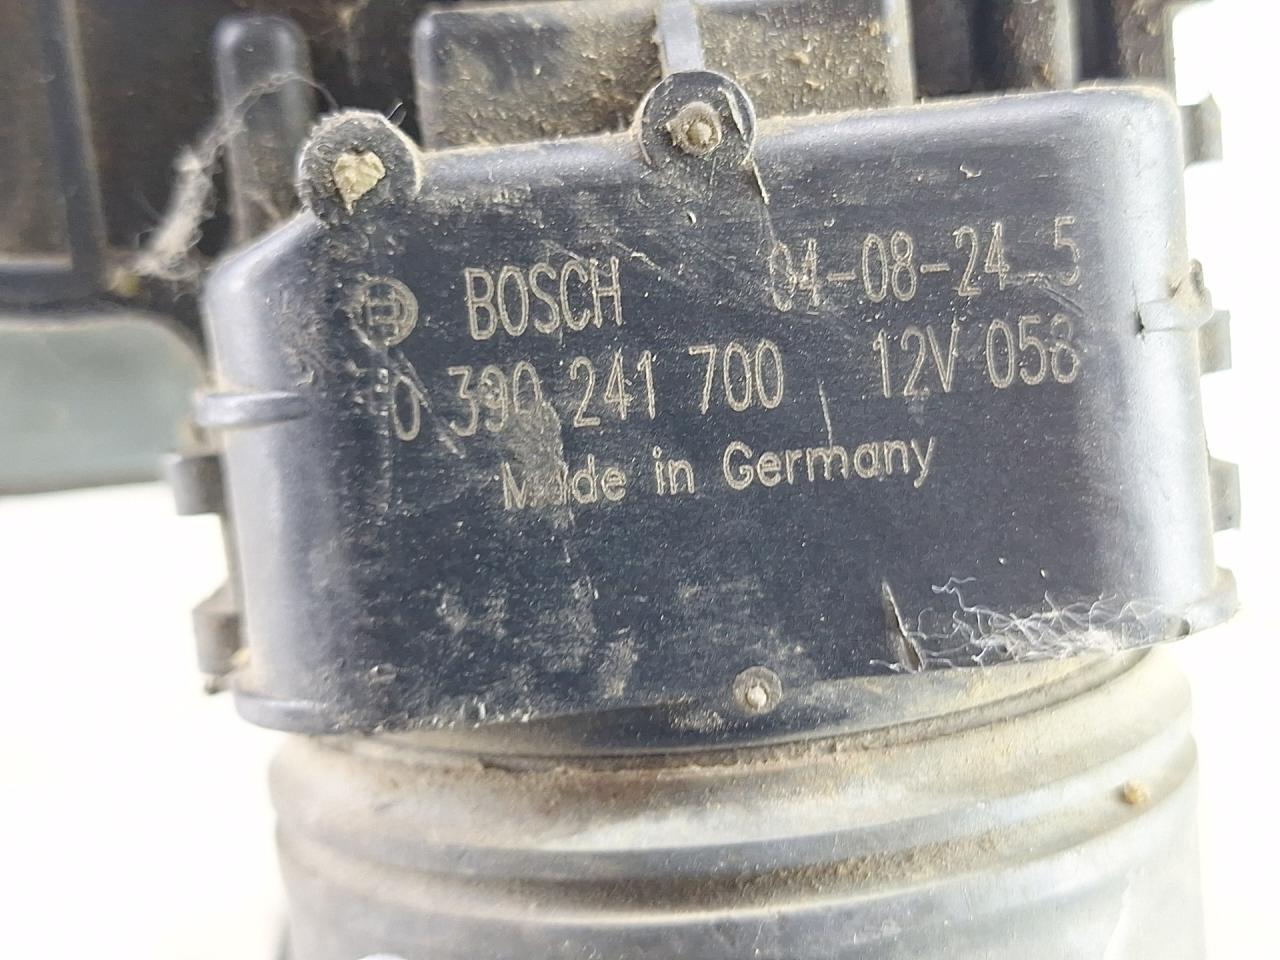 BOSCH 04-08-24 5
0 390 241 700 12V 058
Made in Germany